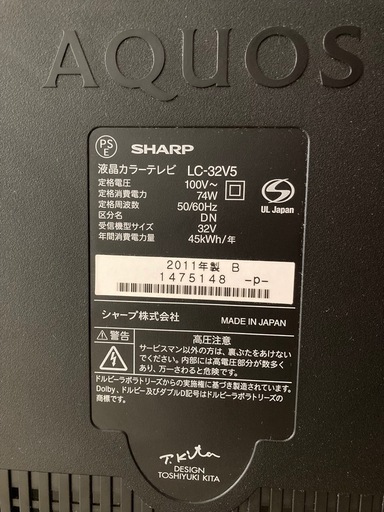 AQUOS
PS
E
SHARP
液晶カラーテレビ LC-32V5
定格電圧 100V~
定格消費電力 74W
定格周波数 50/60Hz
区分名 DN
受信機型サイズ 32V
年間消費電力量 45kWh/年
UL Japan
2011年製 B
1475148 -p-
シャープ株式会社 MADE IN JAPAN
警告 高圧注意
サービスマン以外の方は、裏ぶたをあけない
でください。内部には高電圧部分が数多く
あり、万一さわると危険です。
ドルビーラボラトリーズからの実施権に基づき製造されています。
Dolby、ドルビー及びダブルD記号はドルビーラボラトリーズの
商標です。
T. Kita
DESIGN
TOSHIYUKI KITA